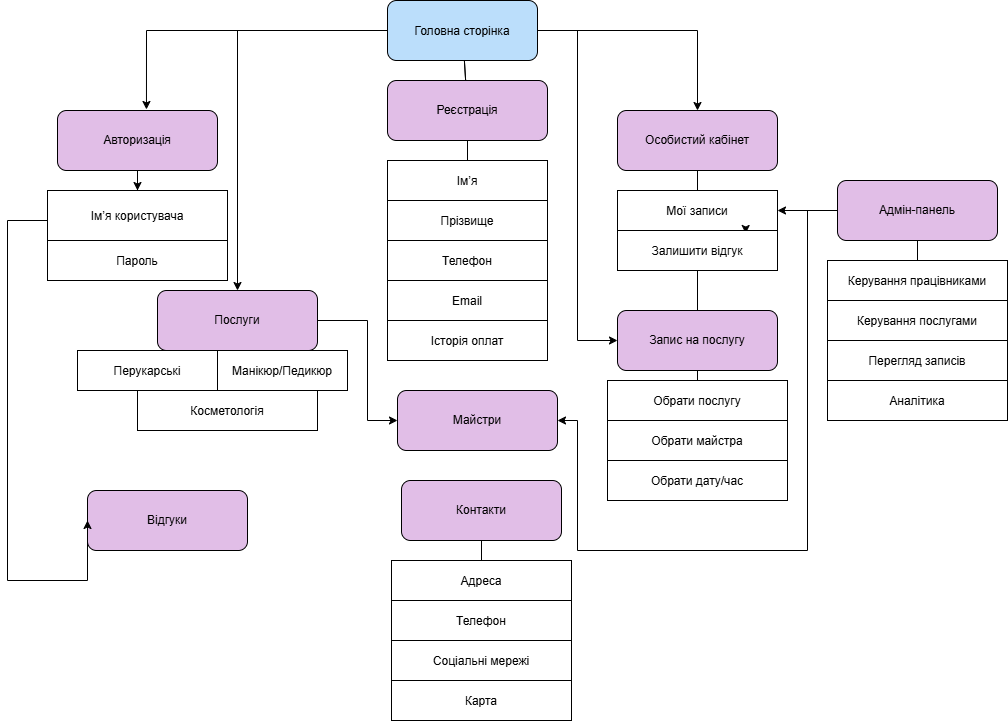 Головна сторінка
Авторизація
Ім’я користувача
Пароль
Послуги
Перукарські
Манікюр/Педикюр
Косметологія
Відгуки
Реєстрація
Ім’я
Прізвище
Телефон
Email
Історія оплат
Майстри
Контакти
Адреса
Телефон
Соціальні мережі
Карта
Особистий кабінет
Мої записи
Залишити відгук
Запис на послугу
Обрати послугу
Обрати майстра
Обрати дату/час
Адмін-панель
Керування працівниками
Керування послугами
Перегляд записів
Аналітика